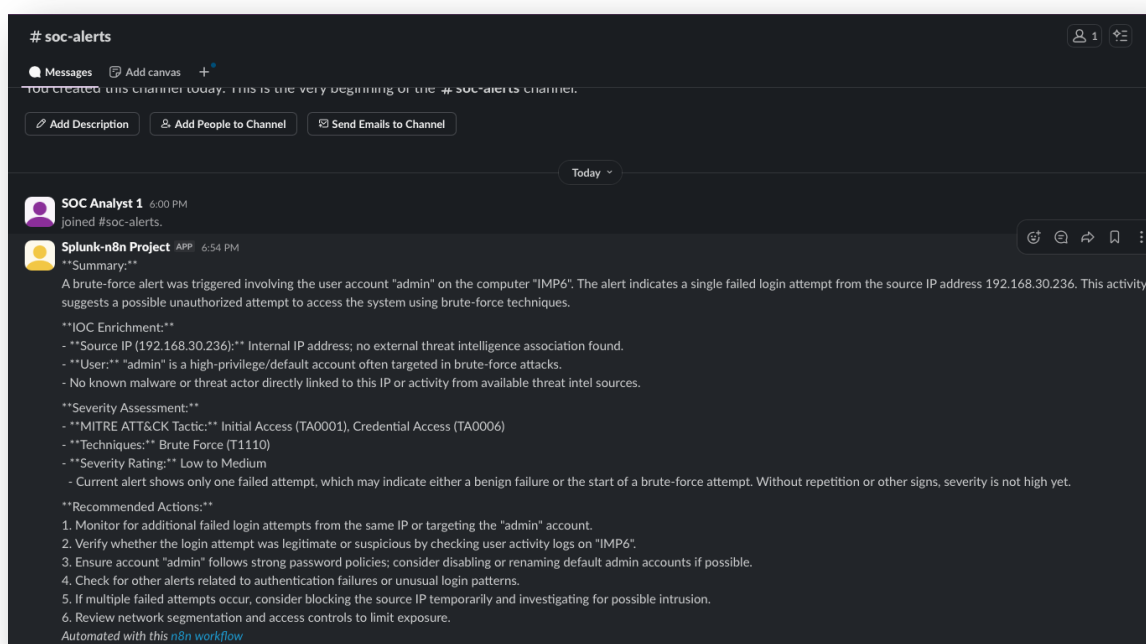 # soc-alerts
1
Messages
Add canvas
+
You created this channel today. This is the very beginning of the # soc-alerts channel.
Add Description
Add People to Channel
Send Emails to Channel
Today
SOC Analyst 1 6:00 PM
joined #soc-alerts.
Splunk-n8n Project APP 6:54 PM
**Summary:**
A brute-force alert was triggered involving the user account "admin" on the computer "IMP6". The alert indicates a single failed login attempt from the source IP address 192.168.30.236. This activity
suggests a possible unauthorized attempt to access the system using brute-force techniques.
**IOC Enrichment:**
- **Source IP (192.168.30.236):** Internal IP address; no external threat intelligence association found.
- **User:** "admin" is a high-privilege/default account often targeted in brute-force attacks.
- No known malware or threat actor directly linked to this IP or activity from available threat intel sources.
**Severity Assessment:**
- **MITRE ATT&CK Tactic:** Initial Access (TA0001), Credential Access (TA0006)
- **Techniques:** Brute Force (T1110)
- **Severity Rating:** Low to Medium
- Current alert shows only one failed attempt, which may indicate either a benign failure or the start of a brute-force attack. Without repetition or other signs, severity is not high yet.
**Recommended Actions:**
1. Monitor for additional failed login attempts from the same IP or targeting the "admin" account.
2. Verify whether the login attempt was legitimate or suspicious by checking user activity logs on "IMP6".
3. Ensure account "admin" follows strong password policies; consider disabling or renaming default admin accounts if possible.
4. Check for other alerts related to authentication failures or unusual login patterns.
5. If multiple failed attempts occur, consider blocking the source IP temporarily and investigating for possible intrusion.
6. Review network segmentation and access controls to limit exposure.
Automated with this n8n workflow